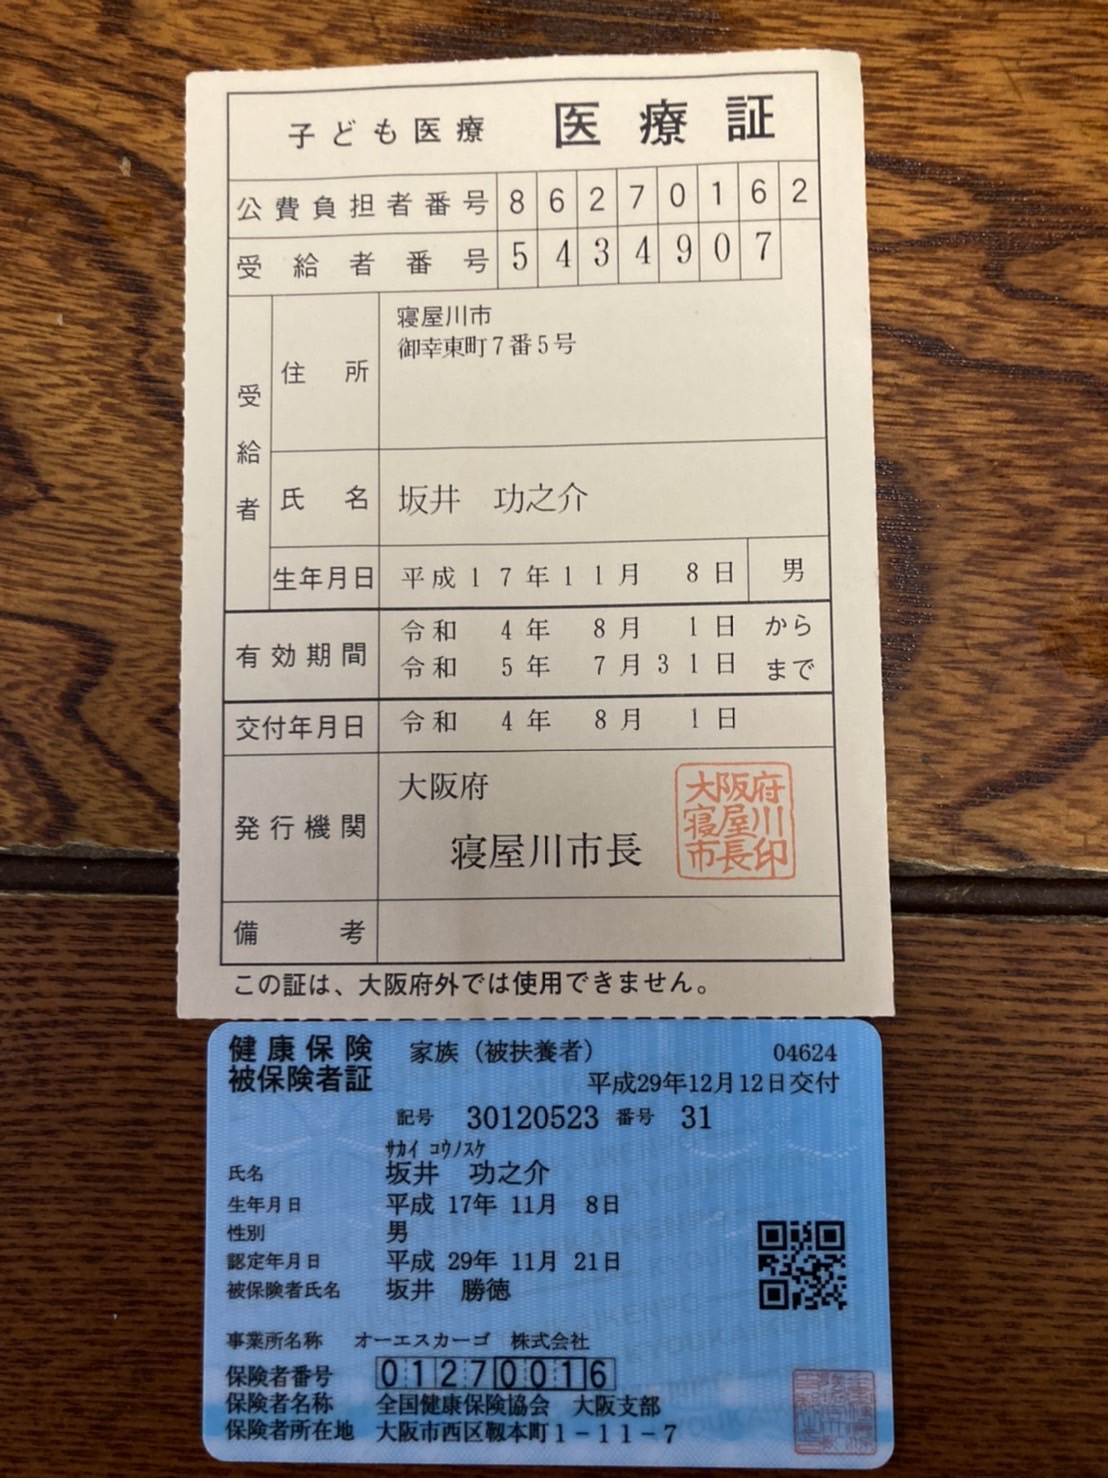 子ども医療 医療証
公費負担者番号 86270162
受給者番号 5434907
受給者
住所 寝屋川市
御幸東町7番5号
氏名 坂井 功之介
生年月日 平成17年11月 8日 男
有効期間 令和 4年 8月 1日 から
令和 5年 7月31日 まで
交付年月日 令和 4年 8月 1日
発行機関 大阪府
寝屋川市長
大阪府
寝屋川
市長印
備考
この証は、大阪府外では使用できません。
健康保険 家族（被扶養者） 04624
被保険者証 平成29年12月12日交付
記号 30120523 番号 31
ｻｶｲ ｺｳﾉｽｹ
氏名 坂井 功之介
生年月日 平成 17年 11月 8日
性別 男
認定年月日 平成 29年 11月 21日
被保険者氏名 坂井 勝徳
事業所名称 オーエスカーゴ 株式会社
保険者番号 01270016
保険者名称 全国健康保険協会 大阪支部
保険者所在地 大阪市西区靱本町1-11-7